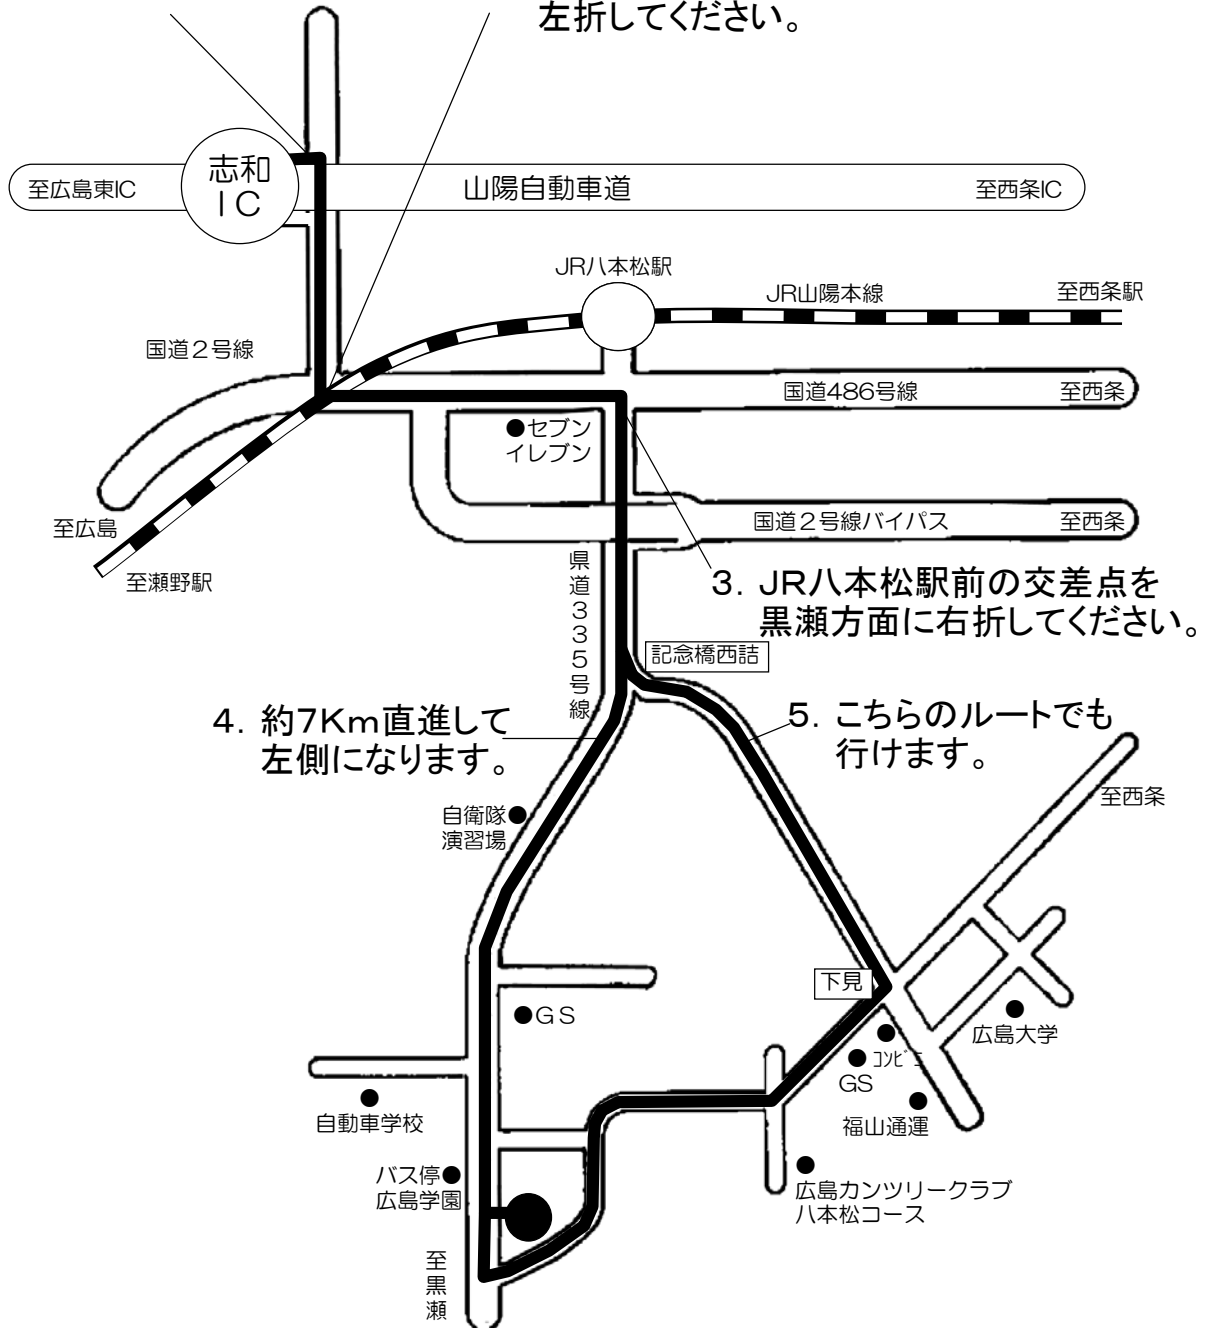 左折してください。
志和
IC
至広島東IC
山陽自動車道
至西条IC
JR八本松駅
JR山陽本線
至西条駅
国道2号線
国道486号線
至西条
●セブン
イレブン
至広島
国道2号線バイパス
至西条
至瀬野駅
県道335号線
3. JR八本松駅前の交差点を
黒瀬方面に右折してください。
記念橋西詰
4. 約7Km直進して
左側になります。
5. こちらのルートでも
行けます。
至西条
自衛隊
演習場
下見
●GS
広島大学
コンビニ
GS
自動車学校
福山通運
バス停
広島学園
広島カンツリークラブ
八本松コース
至黒瀬